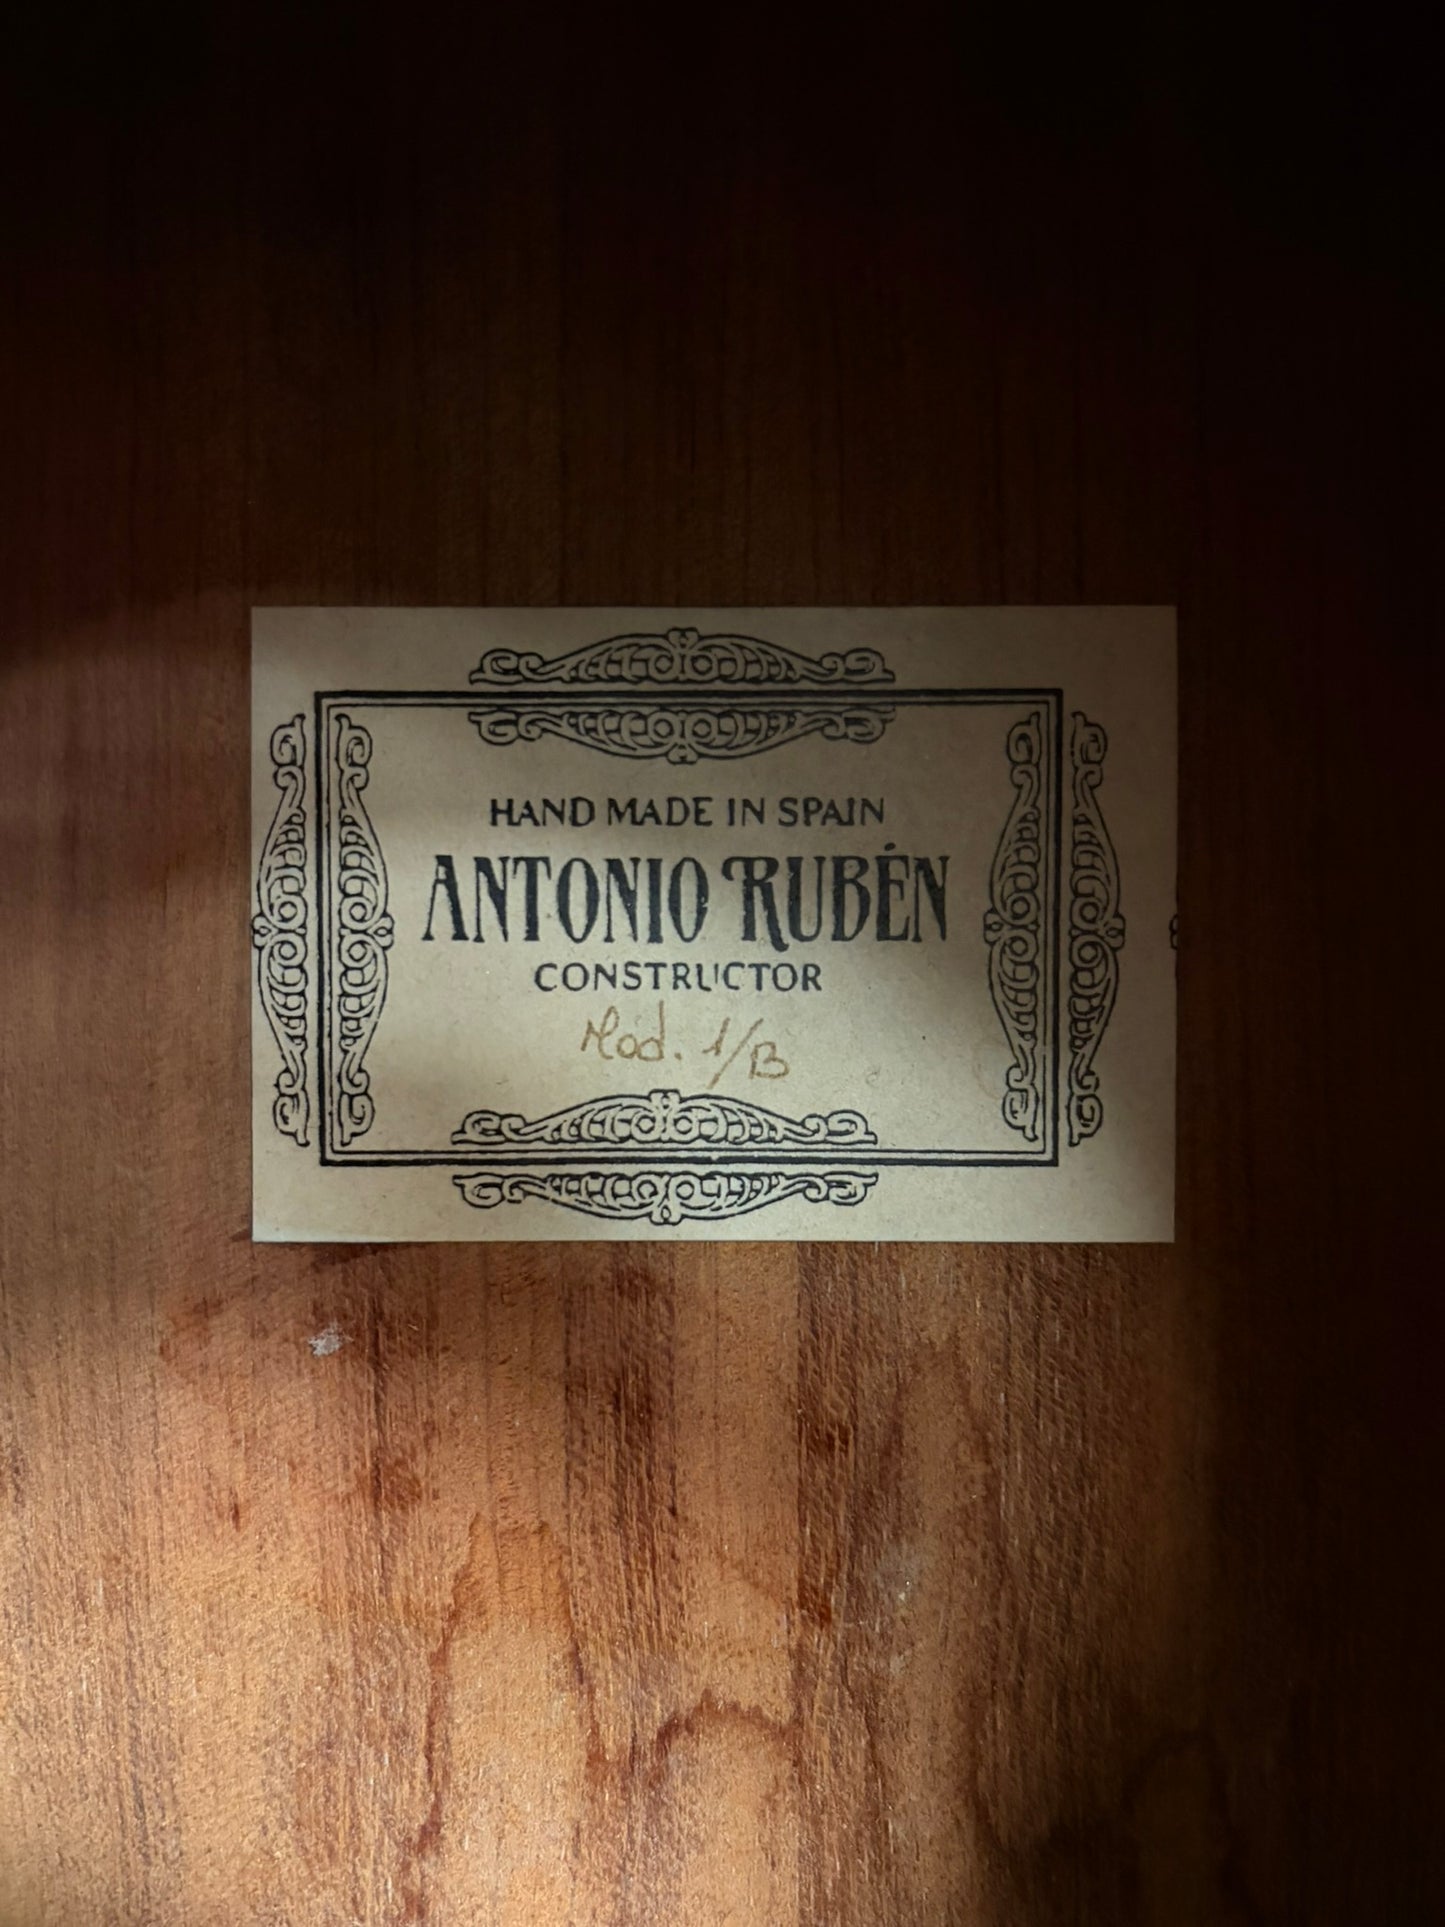 HAND MADE IN SPAIN
ANTONIO RUBÉN
CONSTRUCTOR
Mod. 1/B